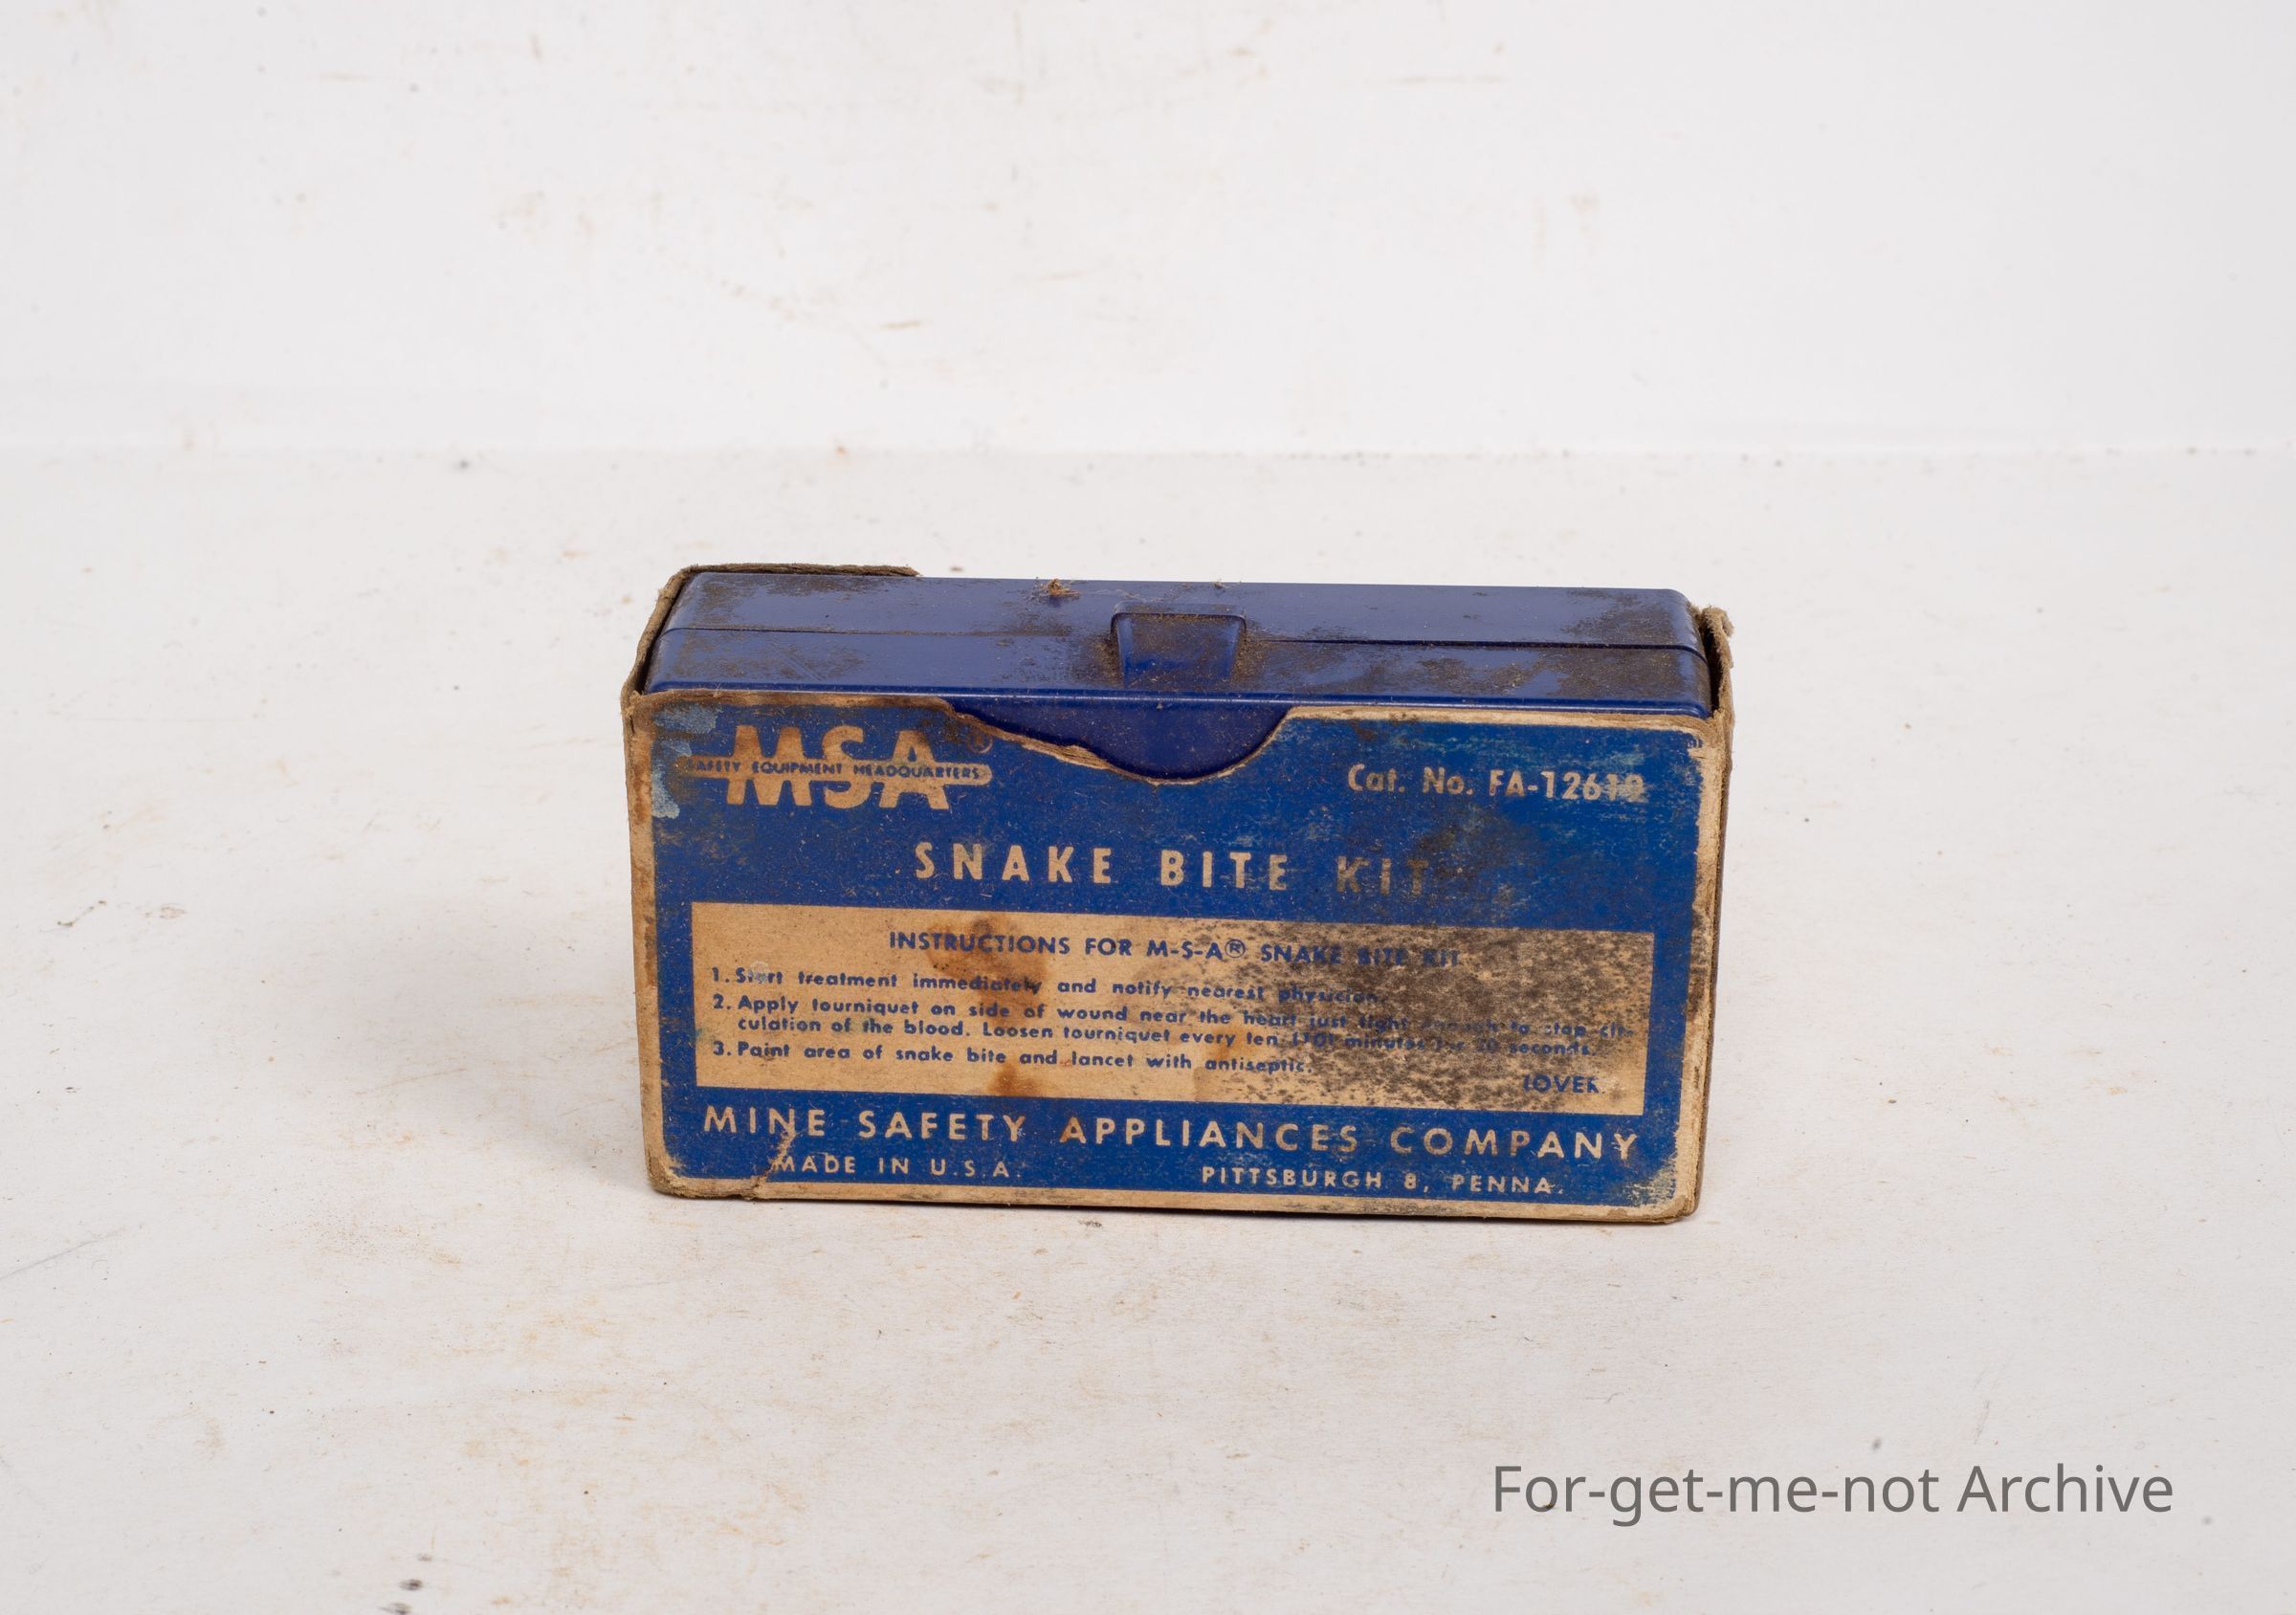 MSA®
SAFETY EQUIPMENT HEADQUARTERS
Cat. No. FA-12610
SNAKE BITE KIT
INSTRUCTIONS FOR M-S-A® SNAKE BITE KIT
1. Start treatment immediately and notify nearest physician.
2. Apply tourniquet on side of wound near the heart just tight enough to stop cir-
culation of the blood. Loosen tourniquet every ten (10) minutes for seconds.
3. Paint area of snake bite and lancet with antiseptic.
(OVER
MINE SAFETY APPLIANCES COMPANY
MADE IN U.S.A.
PITTSBURGH 8, PENNA.
For-get-me-not Archive